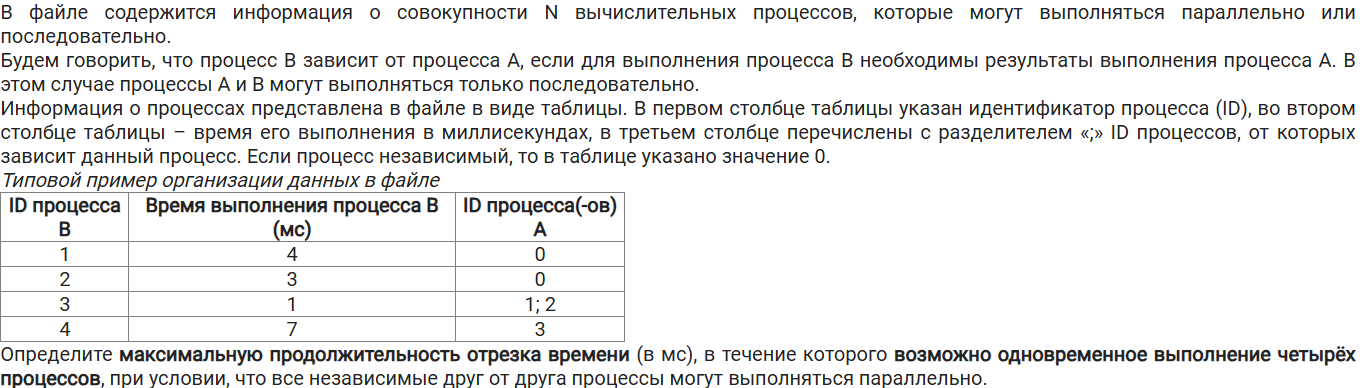 В файле содержится информация о совокупности N вычислительных процессов, которые могут выполняться параллельно или
последовательно.
Будем говорить, что процесс B зависит от процесса A, если для выполнения процесса B необходимы результаты выполнения процесса A. В
этом случае процессы A и B могут выполняться только последовательно.
Информация о процессах представлена в файле в виде таблицы. В первом столбце таблицы указан идентификатор процесса (ID), во втором
столбце таблицы – время его выполнения в миллисекундах, в третьем столбце перечислены с разделителем «;» ID процессов, от которых
зависит данный процесс. Если процесс независимый, то в таблице указано значение 0.
Типовой пример организации данных в файле
ID процесса B Время выполнения процесса B (мс) ID процесса(-ов) A
1 4 0
2 3 0
3 1 1; 2
4 7 3
Определите максимальную продолжительность отрезка времени (в мс), в течение которого возможно одновременное выполнение четырёх
процессов, при условии, что все независимые друг от друга процессы могут выполняться параллельно.